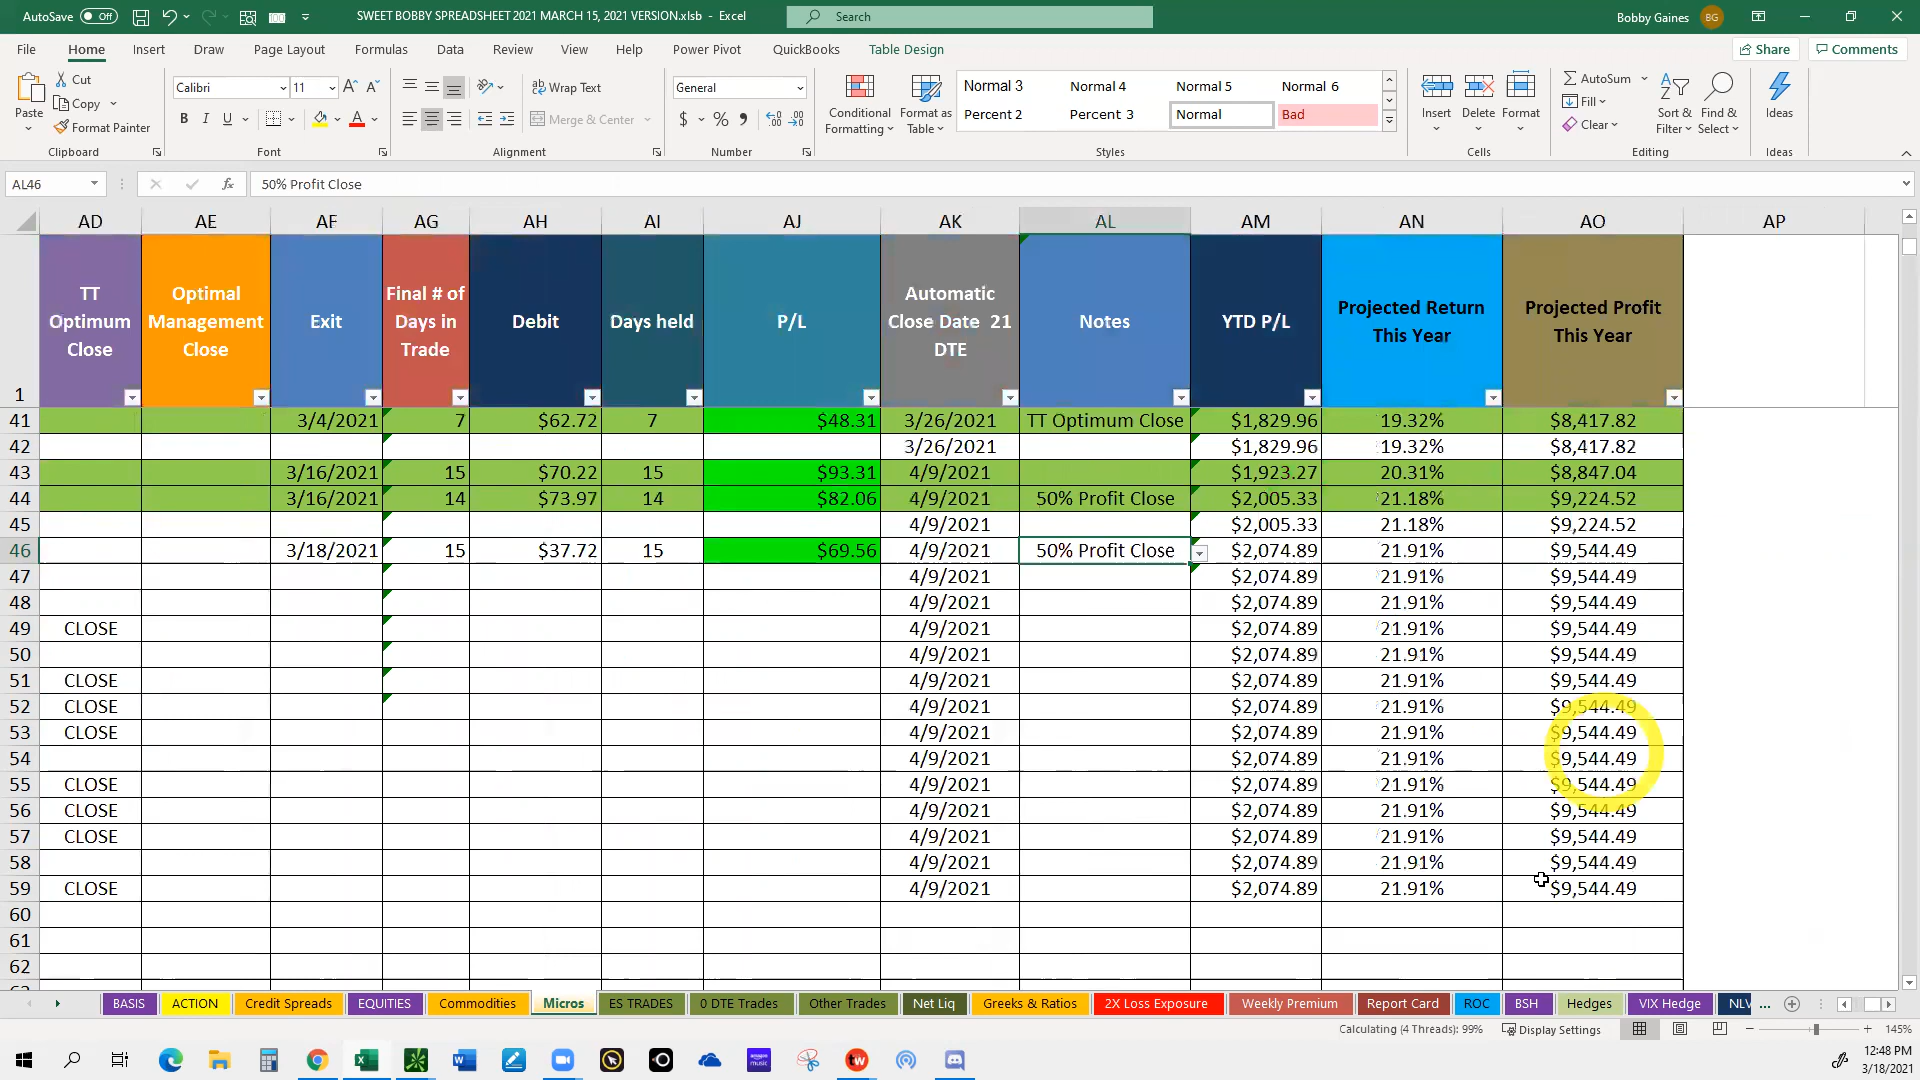 AutoSave Off SWEET BOBBY SPREADSHEET 2021 MARCH 15, 2021 VERSION.xlsb - Excel Search Bobby Gaines BG
File Home Insert Draw Page Layout Formulas Data Review View Help Power Pivot QuickBooks Table Design Share Comments
Paste Cut Copy Format Painter
Calibri 11
B I U A
Wrap Text
Merge & Center
General
$ % 9
Conditional Formatting Format as Table
Normal 3 Normal 4 Normal 5 Normal 6
Percent 2 Percent 3 Normal Bad
Insert Delete Format
AutoSum Fill Clear
Sort & Filter Find & Select
Ideas
Clipboard Font Alignment Number Styles Cells Editing Ideas
AL46 fx 50% Profit Close
AD AE AF AG AH AI AJ AK AL AM AN AO AP
1 TT Optimum Close Optimal Management Close Exit Final # of Days in Trade Debit Days held P/L Automatic Close Date 21 DTE Notes YTD P/L Projected Return This Year Projected Profit This Year
41 3/4/2021 7 $62.72 7 $48.31 3/26/2021 TT Optimum Close $1,829.96 19.32% $8,417.82
42 3/26/2021 $1,829.96 19.32% $8,417.82
43 3/16/2021 15 $70.22 15 $93.31 4/9/2021 $1,923.27 20.31% $8,847.04
44 3/16/2021 14 $73.97 14 $82.06 4/9/2021 50% Profit Close $2,005.33 21.18% $9,224.52
45 4/9/2021 $2,005.33 21.18% $9,224.52
46 3/18/2021 15 $37.72 15 $69.56 4/9/2021 50% Profit Close $2,074.89 21.91% $9,544.49
47 4/9/2021 $2,074.89 21.91% $9,544.49
48 4/9/2021 $2,074.89 21.91% $9,544.49
49 CLOSE 4/9/2021 $2,074.89 21.91% $9,544.49
50 4/9/2021 $2,074.89 21.91% $9,544.49
51 CLOSE 4/9/2021 $2,074.89 21.91% $9,544.49
52 CLOSE 4/9/2021 $2,074.89 21.91% $9,544.49
53 CLOSE 4/9/2021 $2,074.89 21.91% $9,544.49
54 4/9/2021 $2,074.89 21.91% $9,544.49
55 CLOSE 4/9/2021 $2,074.89 21.91% $9,544.49
56 CLOSE 4/9/2021 $2,074.89 21.91% $9,544.49
57 CLOSE 4/9/2021 $2,074.89 21.91% $9,544.49
58 4/9/2021 $2,074.89 21.91% $9,544.49
59 CLOSE 4/9/2021 $2,074.89 21.91% $9,544.49
60
61
62
BASIS ACTION Credit Spreads EQUITIES Commodities Micros ES TRADES 0 DTE Trades Other Trades Net Liq Greeks & Ratios 2X Loss Exposure Weekly Premium Report Card ROC BSH Hedges VIX Hedge NLV ...
Calculating (4 Threads): 99% Display Settings 145%
12:48 PM
3/18/2021